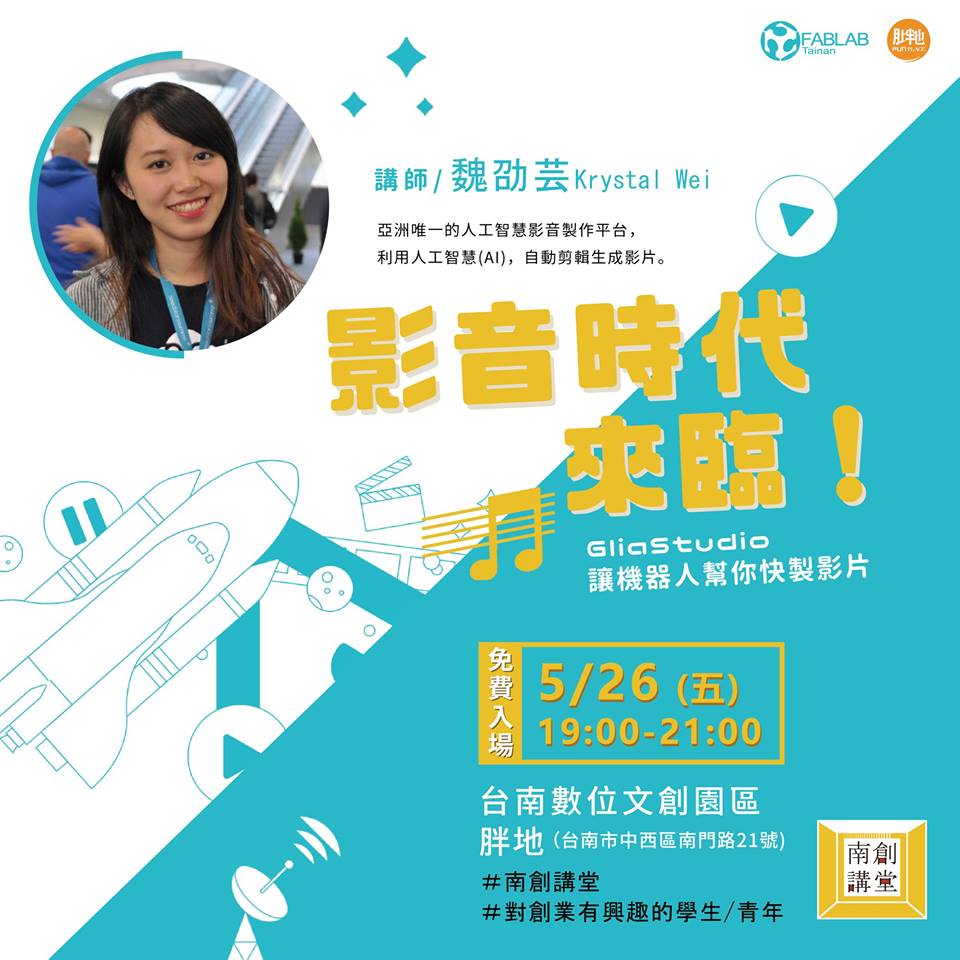 FABLAB
Tainan
胖地
PUN PLACE
講師/魏劭芸Krystal Wei
亞洲唯一的人工智慧影音製作平台，
利用人工智慧(AI)，自動剪輯生成影片。
影音時代
來臨！
GliaStudio
讓機器人幫你快製影片
免費入場
5/26 (五)
19:00-21:00
台南數位文創園區
胖地（台南市中西區南門路21號)
南創
講堂
＃南創講堂
＃對創業有興趣的學生/青年